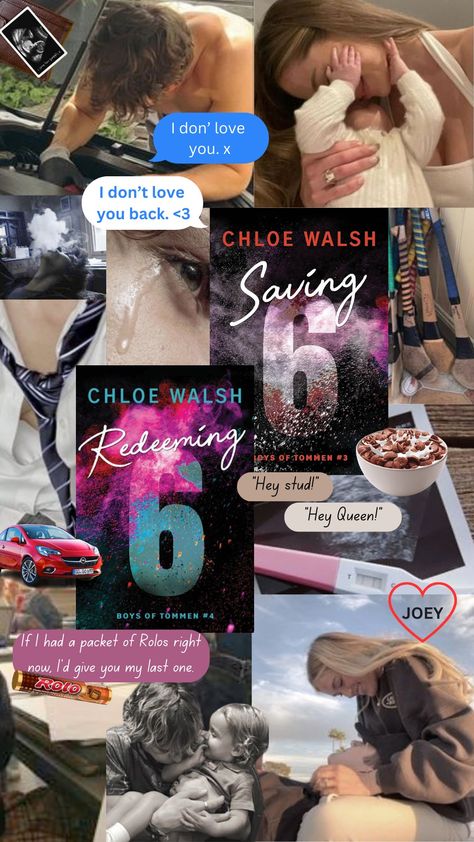 I don' love
you. x
I don't love
you back. <3
CHLOE WALSH
Saving
6
BOYS OF TOMMEN #3
CHLOE WALSH
Redeeming
6
BOYS OF TOMMEN #4
"Hey stud!"
"Hey Queen!"
JOEY
If I had a packet of Rolos right
now, I'd give you my last one.
ROLO